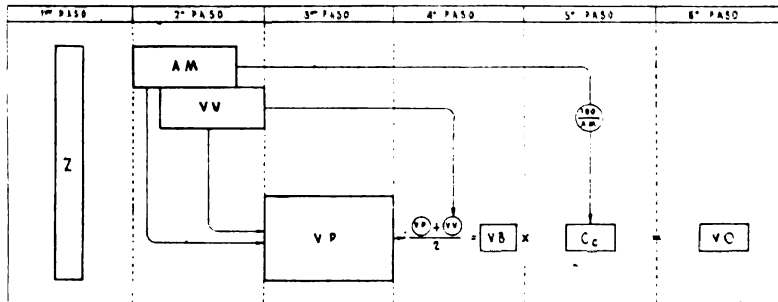 1er PASO 2º PASO 3er PASO 4º PASO 5º PASO 6º PASO
AM
VV
100
AM
Z
VP
VP + VV
2
= VB x Cc = VO